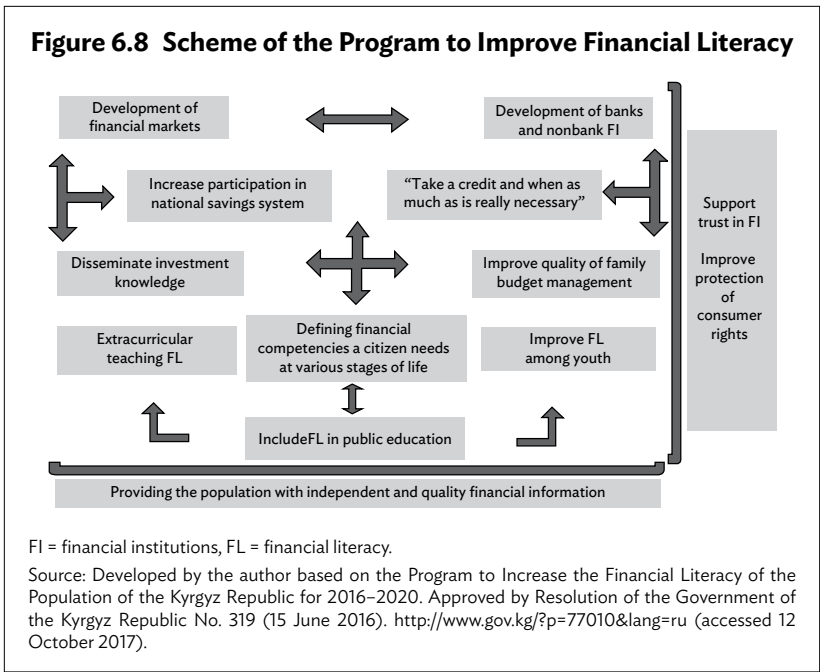 Figure 6.8 Scheme of the Program to Improve Financial Literacy
Development of
financial markets
Development of banks
and nonbank FI
Increase participation in
national savings system
“Take a credit and when as
much as is really necessary”
Support
trust in FI
Improve
protection
of
consumer
rights
Disseminate investment
knowledge
Improve quality of family
budget management
Extracurricular
teaching FL
Defining financial
competencies a citizen needs
at various stages of life
Improve FL
among youth
IncludeFL in public education
Providing the population with independent and quality financial information
FI = financial institutions, FL = financial literacy.
Source: Developed by the author based on the Program to Increase the Financial Literacy of the
Population of the Kyrgyz Republic for 2016–2020. Approved by Resolution of the Government of
the Kyrgyz Republic No. 319 (15 June 2016). http://www.gov.kg/?p=77010&lang=ru (accessed 12
October 2017).